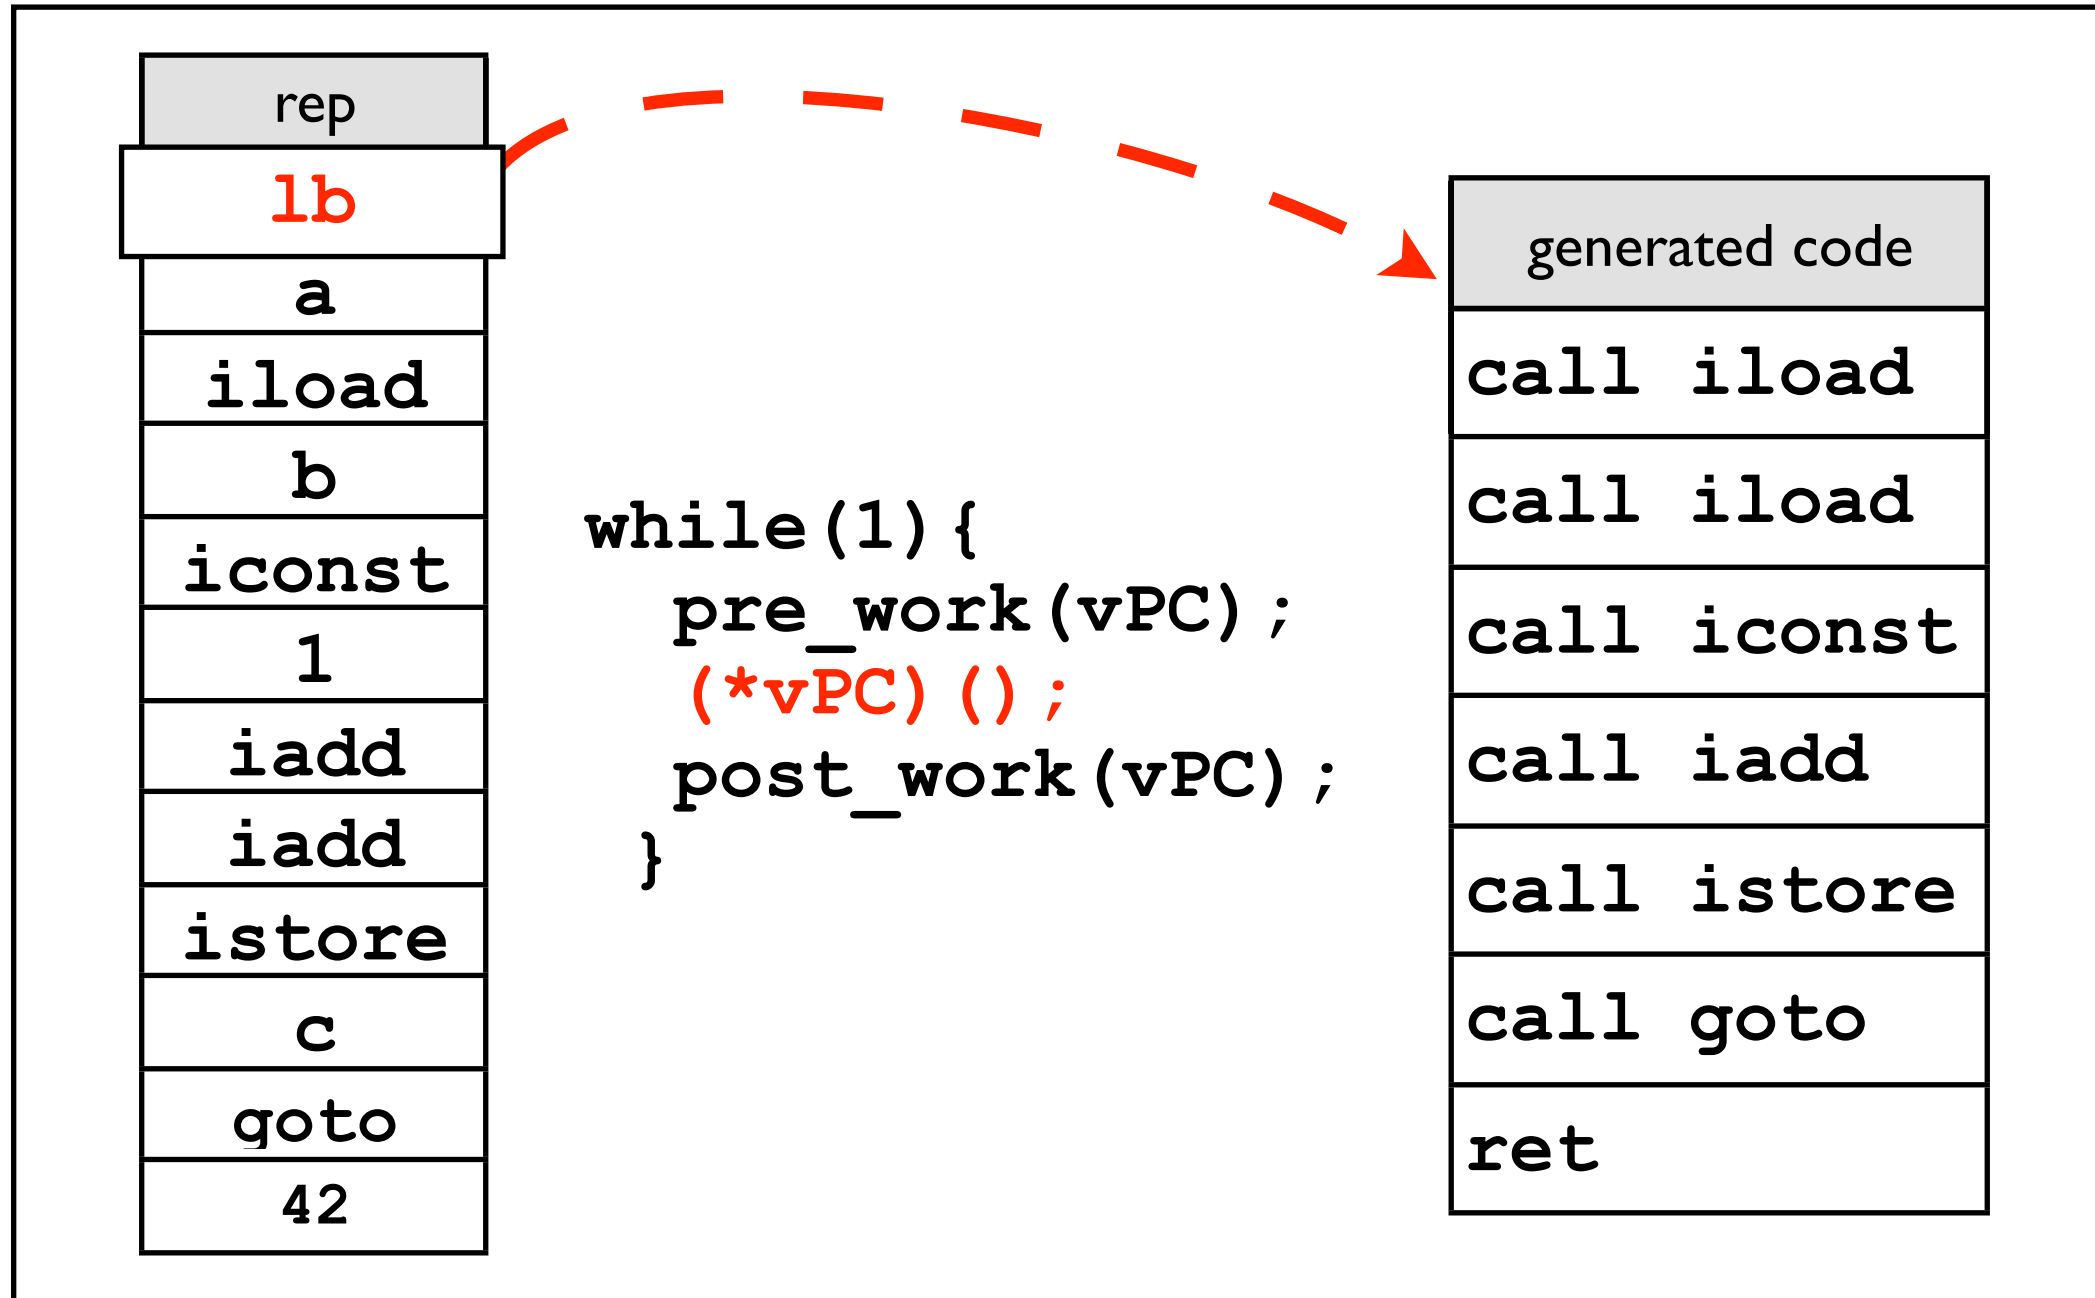 rep
lb
a
iload
b
iconst
1
iadd
iadd
istore
c
goto
42
while(1){
pre_work(vPC);
(*vPC)();
post_work(vPC);
}
generated code
call iload
call iload
call iconst
call iadd
call istore
call goto
ret